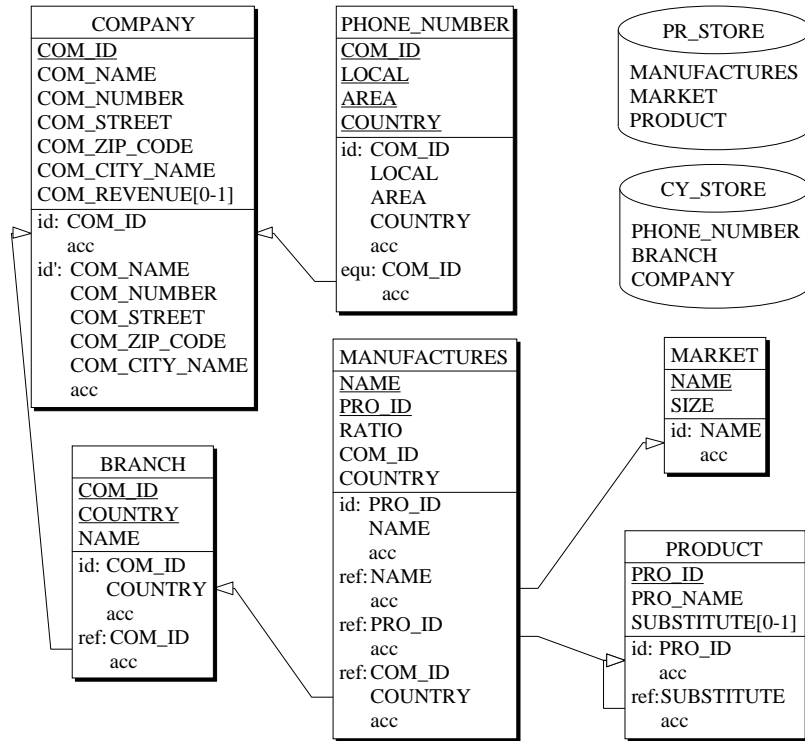 COMPANY
COM_ID
COM_NAME
COM_NUMBER
COM_STREET
COM_ZIP_CODE
COM_CITY_NAME
COM_REVENUE[0-1]
id: COM_ID
acc
id': COM_NAME
COM_NUMBER
COM_STREET
COM_ZIP_CODE
COM_CITY_NAME
acc
PHONE_NUMBER
COM_ID
LOCAL
AREA
COUNTRY
id: COM_ID
LOCAL
AREA
COUNTRY
acc
equ: COM_ID
acc
PR_STORE
MANUFACTURES
MARKET
PRODUCT
CY_STORE
PHONE_NUMBER
BRANCH
COMPANY
BRANCH
COM_ID
COUNTRY
NAME
id: COM_ID
COUNTRY
acc
ref: COM_ID
acc
MANUFACTURES
NAME
PRO_ID
RATIO
COM_ID
COUNTRY
id: PRO_ID
NAME
acc
ref: NAME
acc
ref: PRO_ID
acc
ref: COM_ID
COUNTRY
acc
MARKET
NAME
SIZE
id: NAME
acc
PRODUCT
PRO_ID
PRO_NAME
SUBSTITUTE[0-1]
id: PRO_ID
acc
ref:SUBSTITUTE
acc